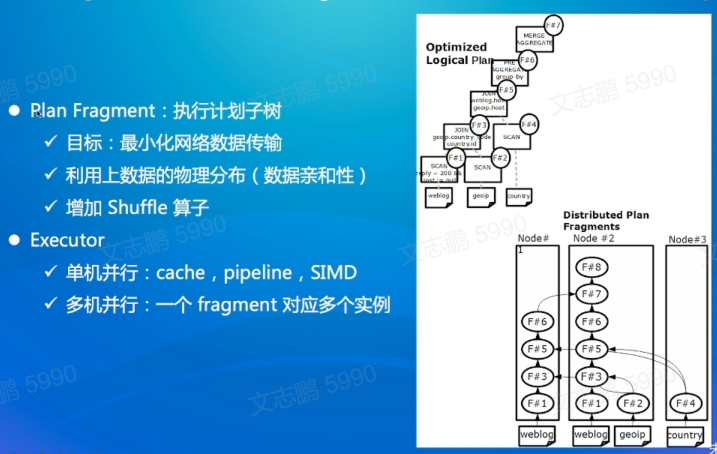 Plan Fragment：执行计划子树
目标：最小化网络数据传输
利用上数据的物理分布（数据亲和性）
增加 Shuffle 算子
Executor
单机并行：cache，pipeline，SIMD
多机并行：一个 fragment 对应多个实例
文志鹏 5990
文志鹏 5990
文志鹏 5990
文志鹏 5990
鹏 5990
鹏 5990
Optimized
Logical Plan
F#7
MERGE
AGGREGATE
F#6
PRE
AGGREGATE
group by
F#5
JOIN
weblog.host
geoip.host
F#3
JOIN
geoip.country_code
country.id
F#4
SCAN
F#1
SCAN
reply = 200 &&
F#2
SCAN
weblog
geoip
country
Distributed Plan
Fragments
Node#
1
Node #2
Node#3
F#8
F#7
F#6
F#6
F#5
F#5
F#3
F#3
F#1
F#1
F#2
F#4
weblog
weblog
geoip
country